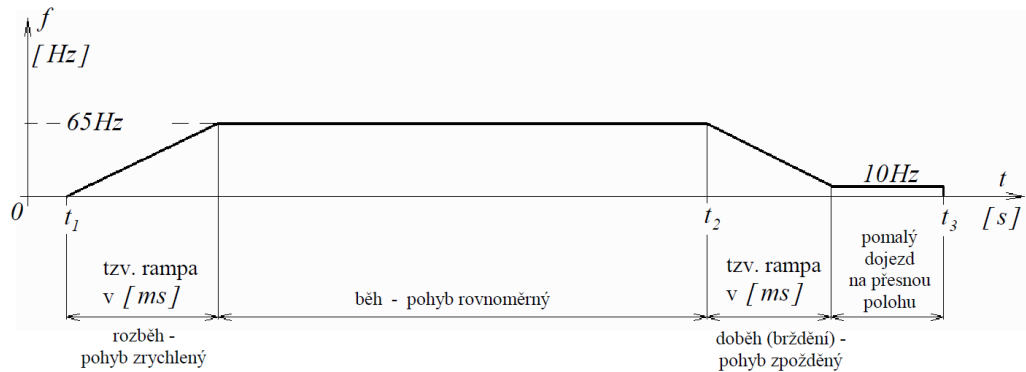 f
[ Hz ]
65Hz
10Hz
t
0
t1
t2
t3
[ s ]
tzv. rampa
v [ ms ]
běh - pohyb rovnoměrný
tzv. rampa
v [ ms ]
pomalý
dojezd
na přesnou
polohu
rozběh -
pohyb zrychlený
doběh (brždění) -
pohyb zpožděný